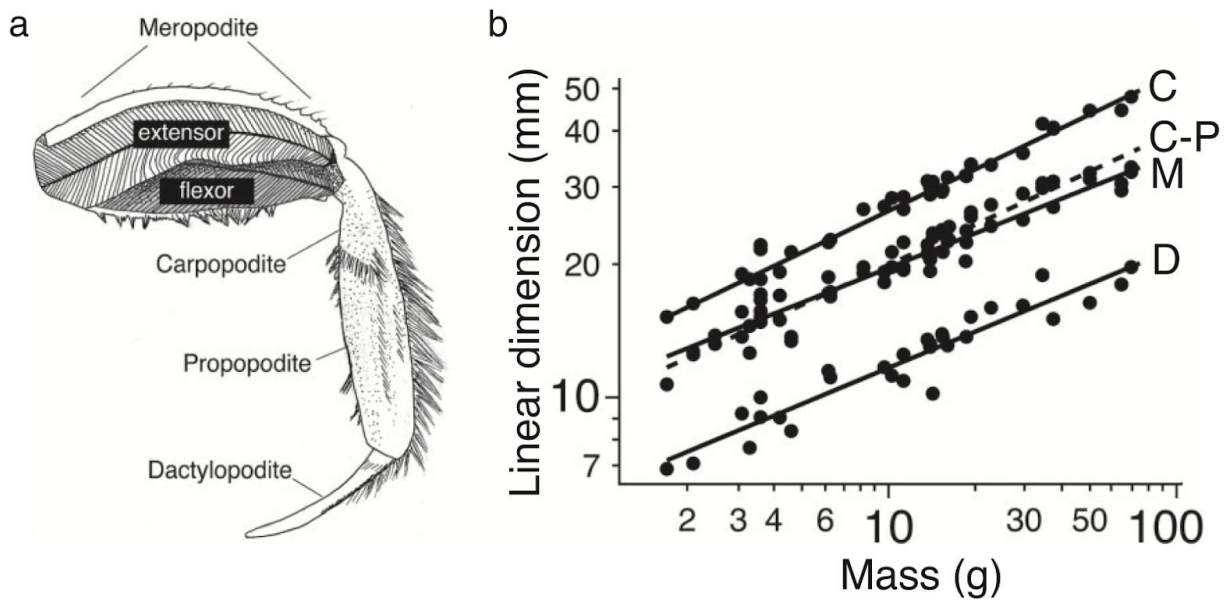 a
Meropodite
extensor
flexor
Carpopodite
Propopodite
Dactylopodite
b
Linear dimension (mm)
50
40
30
20
10
7
C
C-P
M
D
2 3 4 6 10 30 50 100
Mass (g)